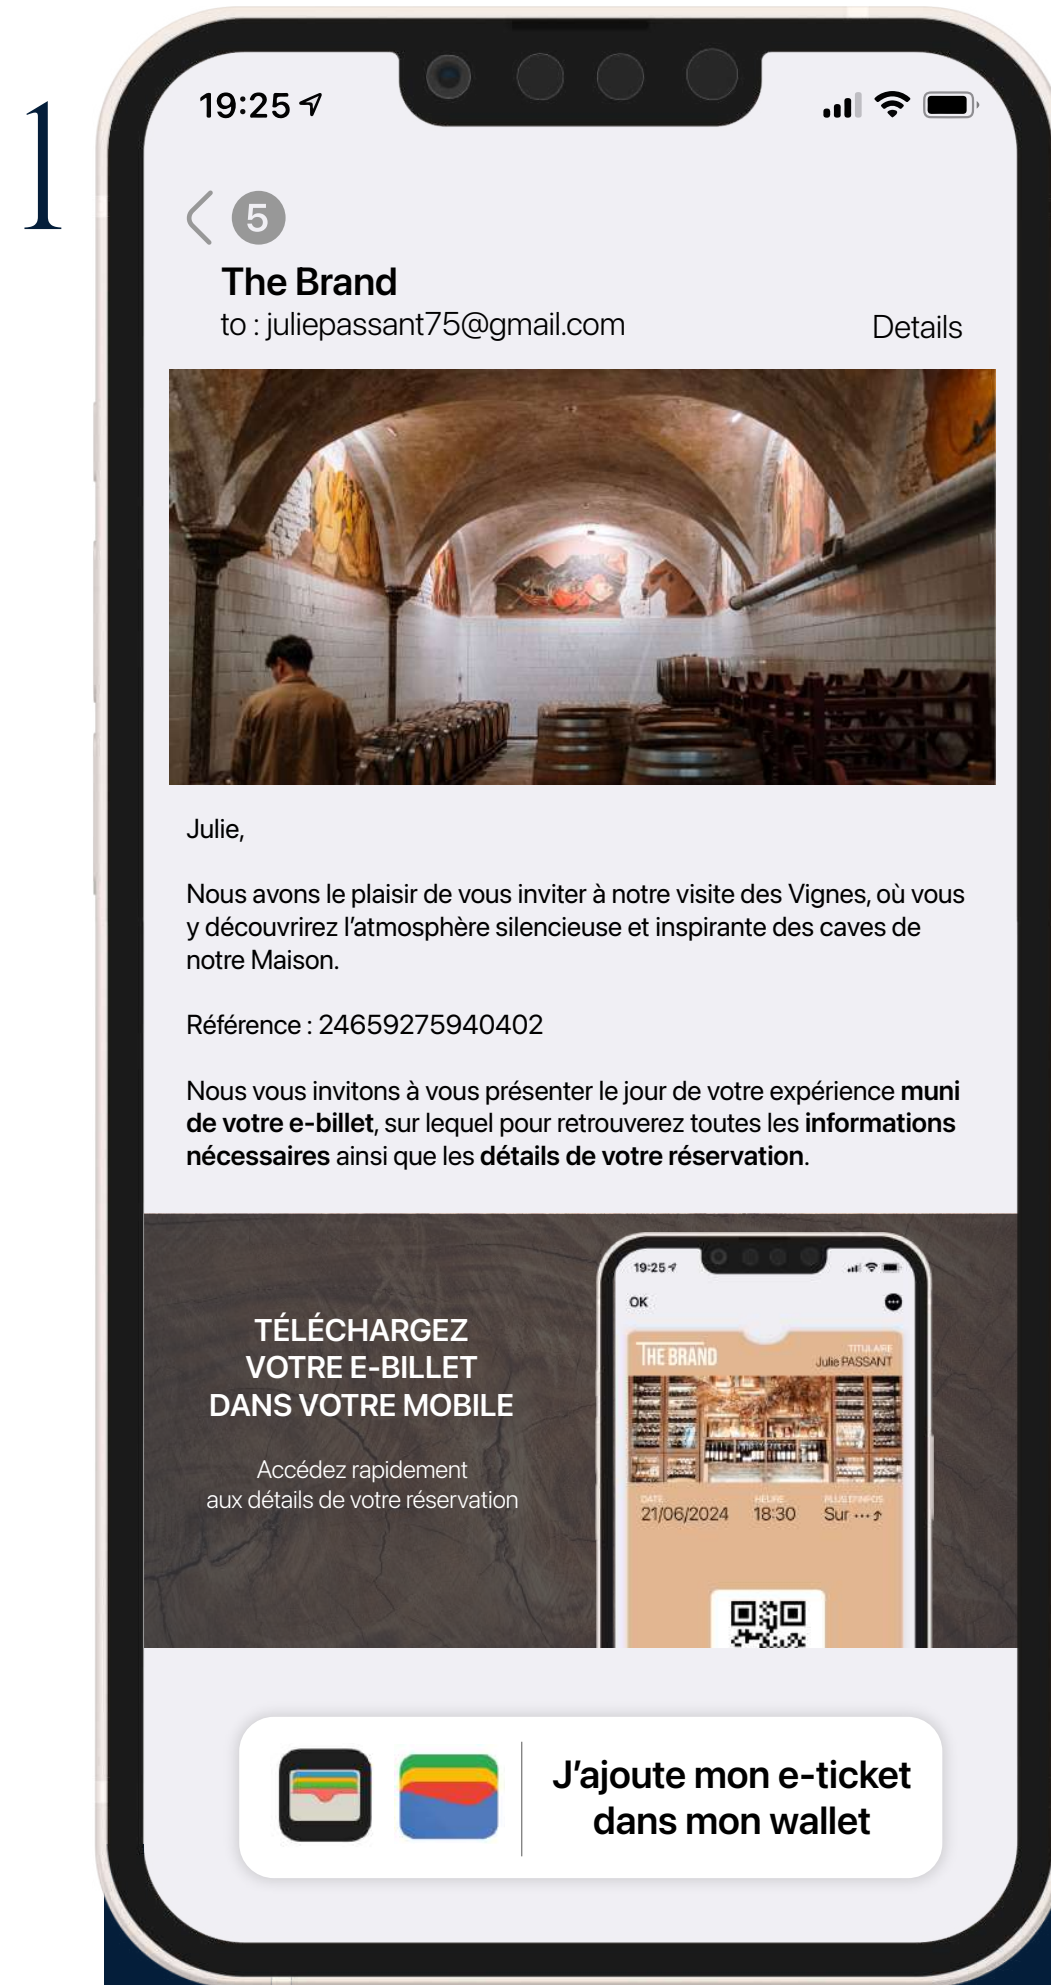 1
19:25
5
The Brand
to : juliepassant75@gmail.com
Details
Julie,
Nous avons le plaisir de vous inviter à notre visite des Vignes, où vous
y découvrirez l'atmosphère silencieuse et inspirante des caves de
notre Maison.
Référence : 24659275940402
Nous vous invitons à vous présenter le jour de votre expérience muni
de votre e-billet, sur lequel pour retrouverez toutes les informations
nécessaires ainsi que les détails de votre réservation.
TÉLÉCHARGEZ
VOTRE E-BILLET
DANS VOTRE MOBILE
Accédez rapidement
aux détails de votre réservation
19:25
OK
THE BRAND
TITULAIRE
Julie PASSANT
DATE
HEURE
PLUS D'INFOS
21/06/2024
18:30
Sur ...
J'ajoute mon e-ticket
dans mon wallet